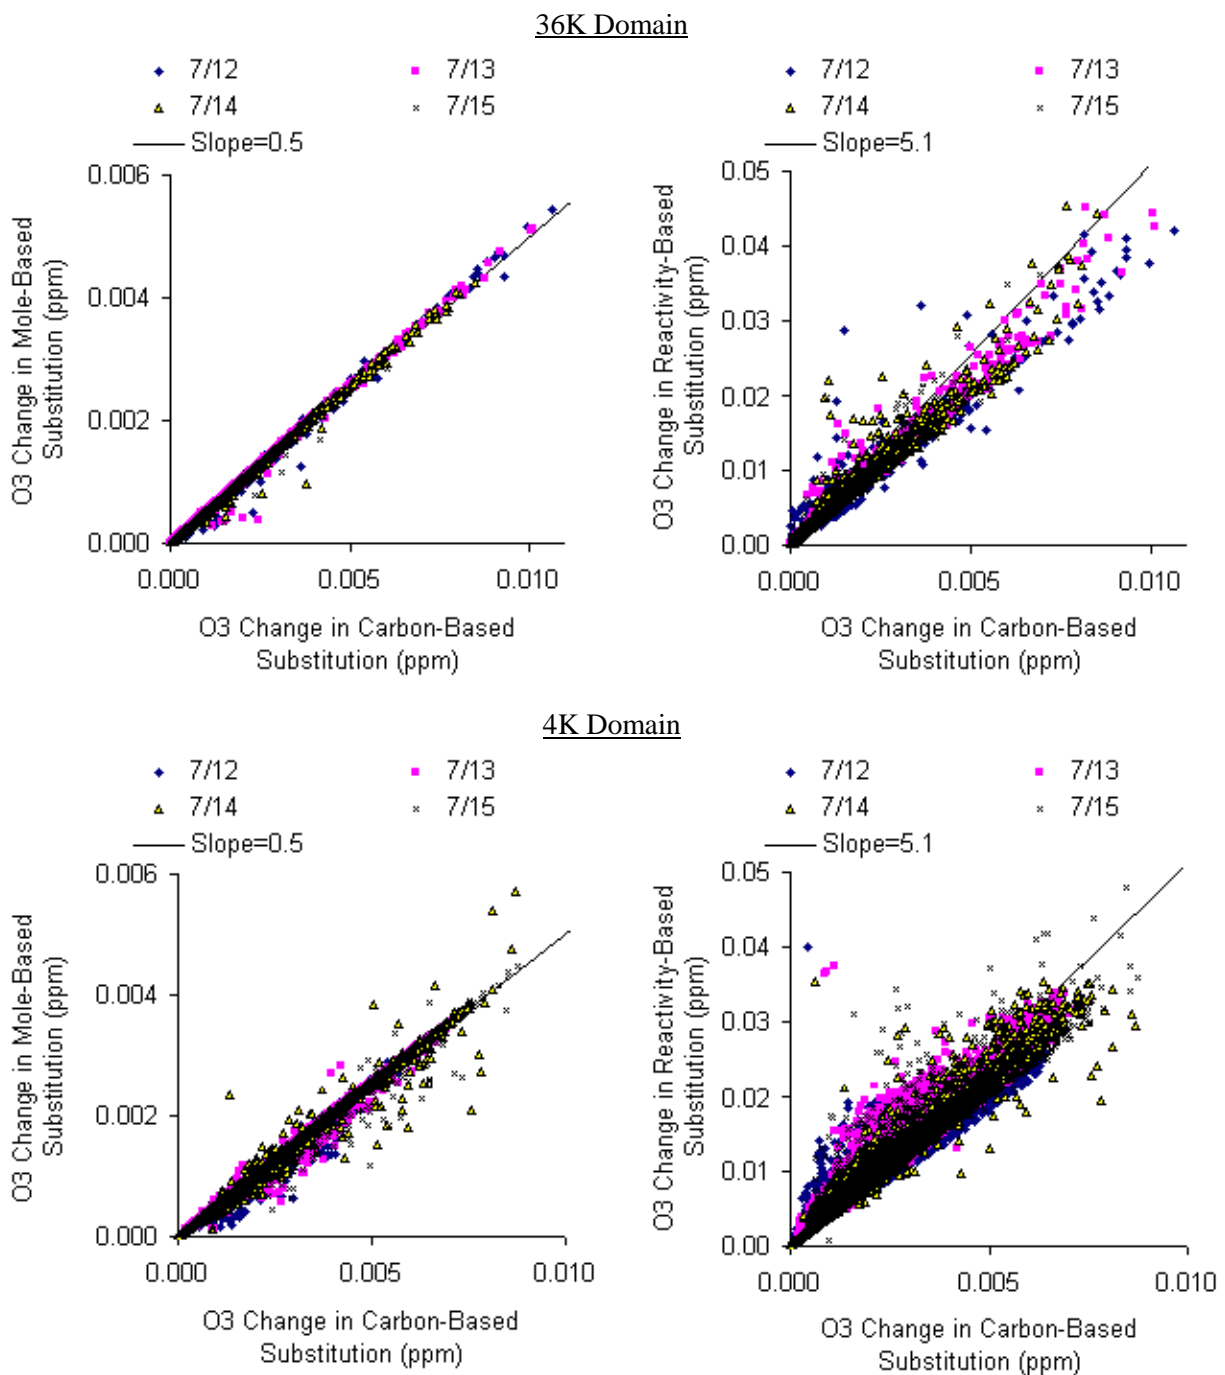 36K Domain
7/12
7/13
7/14
7/15
Slope=0.5
0.006
0.004
0.002
0.000
O3 Change in Mole-Based
Substitution (ppm)
0.000
0.005
0.010
O3 Change in Carbon-Based
Substitution (ppm)
7/12
7/13
7/14
7/15
Slope=5.1
0.05
0.04
0.03
0.02
0.01
0.00
O3 Change in Reactivity-Based
Substitution (ppm)
0.000
0.005
0.010
O3 Change in Carbon-Based
Substitution (ppm)
4K Domain
7/12
7/13
7/14
7/15
Slope=0.5
0.006
0.004
0.002
0.000
O3 Change in Mole-Based
Substitution (ppm)
0.000
0.005
0.010
O3 Change in Carbon-Based
Substitution (ppm)
7/12
7/13
7/14
7/15
Slope=5.1
0.05
0.04
0.03
0.02
0.01
0.00
O3 Change in Reactivity-Based
Substitution (ppm)
0.000
0.005
0.010
O3 Change in Carbon-Based
Substitution (ppm)